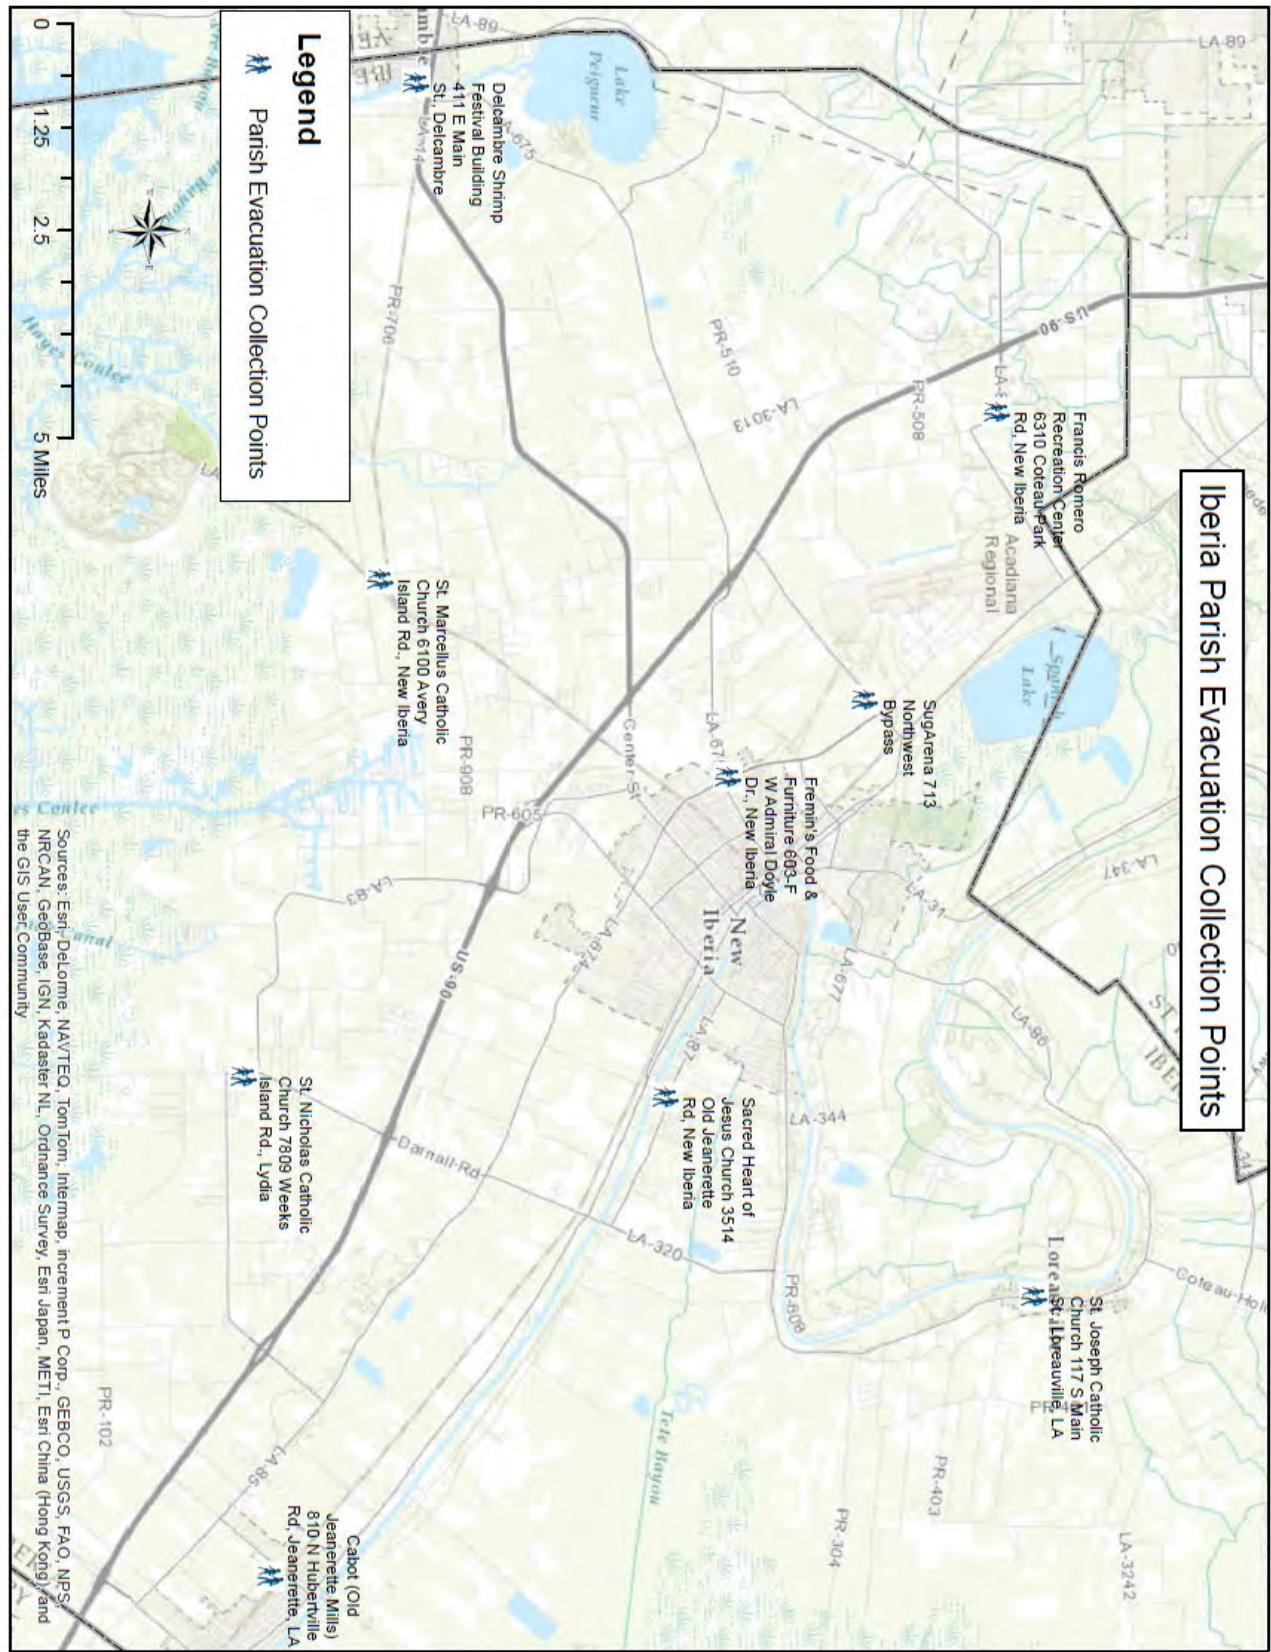 Iberia Parish Evacuation Collection Points
LA-89
LA-89
Lake
Peigneur
US-90
LA-3013
PR-510
PR-508
PR-706
Delcambre Shrimp
Festival Building
411 E Main
St., Delcambre
Francis Romero
Recreation Center
6310 Coteau Park
Rd, New Iberia
Acadiana
Regional
Spanish
Lake
SugArena 713
Northwest
Bypass
Fremin's Food &
Furniture 603-F
W Admiral Doyle
Dr., New Iberia
St. Marcellus Catholic
Church 6100 Avery
Island Rd., New Iberia
Center St
PR-908
PR-605
New
Iberia
LA-31
LA-347
LA-677
LA-86
LA-674
LA-87
LA-83
US-90
LA-344
Sacred Heart of
Jesus Church 3514
Old Jeanerette
Rd, New Iberia
St. Nicholas Catholic
Church 7809 Weeks
Island Rd., Lydia
Darnall-Rd
LA-320
PR-608
St. Joseph Catholic
Church 117 S Main
St., Loreauville, LA
Tete Bayou
PR-403
PR-304
LA-3242
PR-102
LA-85
Cabot (Old
Jeanerette Mills)
810 N Hubertville
Rd, Jeanerette, LA
Hayes Coulee
Legend
Parish Evacuation Collection Points
0 1.25 2.5 5 Miles
Sources: Esri, DeLorme, NAVTEQ, TomTom, Intermap, increment P Corp., GEBCO, USGS, FAO, NPS,
NRCAN, GeoBase, IGN, Kadaster NL, Ordnance Survey, Esri Japan, METI, Esri China (Hong Kong), and
the GIS User Community